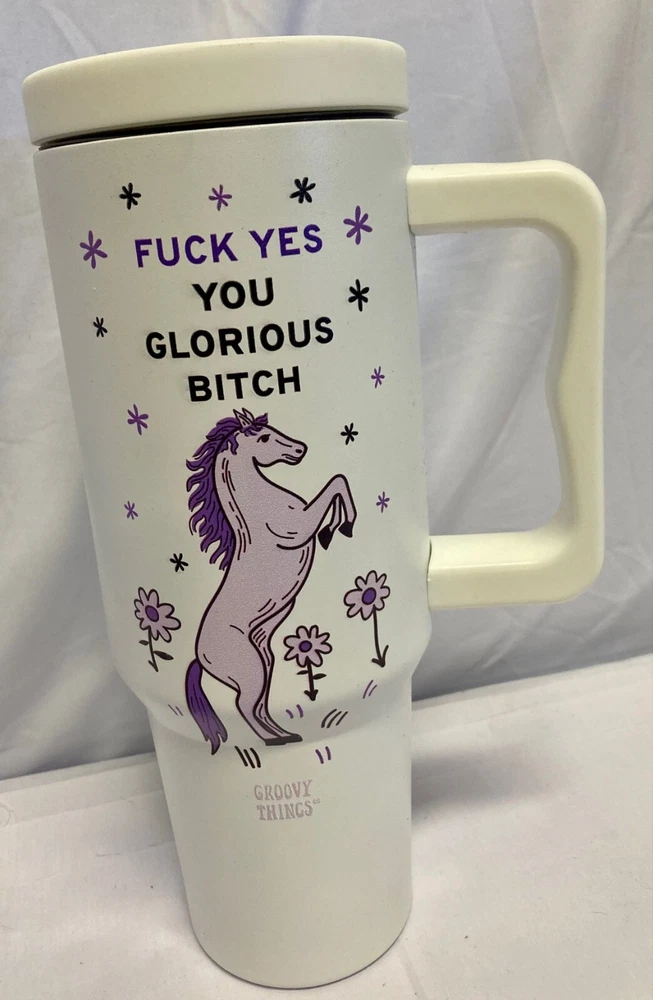 FUCK YES
YOU
GLORIOUS
BITCH
GROOVY
THINGS